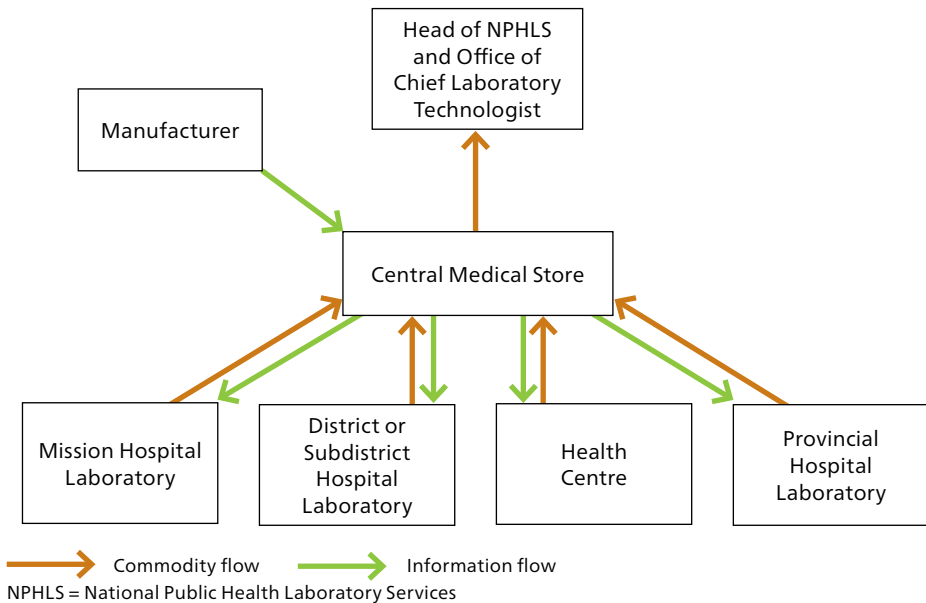 Head of NPHLS
and Office of
Chief Laboratory
Technologist
Manufacturer
Central Medical Store
Mission Hospital
Laboratory
District or
Subdistrict
Hospital
Laboratory
Health
Centre
Provincial
Hospital
Laboratory
Commodity flow
Information flow
NPHLS = National Public Health Laboratory Services